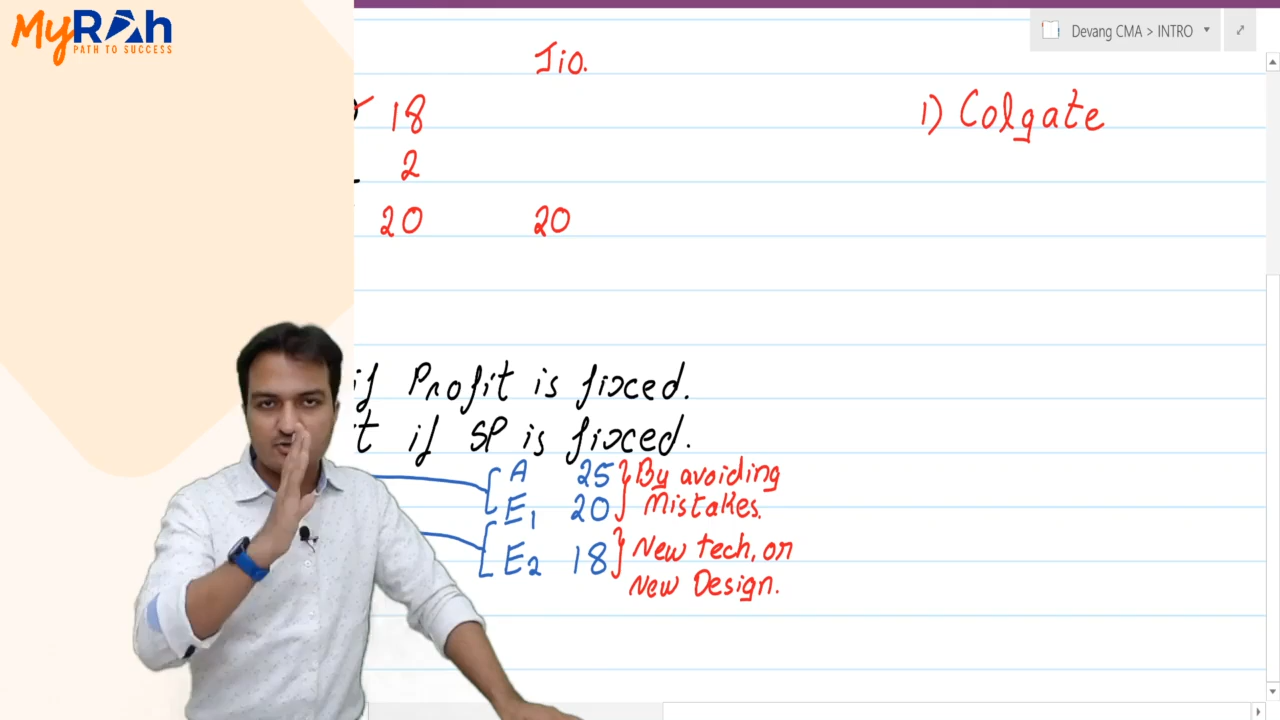 MyRAh
PATH TO SUCCESS
Devang CMA > INTRO
Jio.
18
1) Colgate
2
20 20
if Profit is fixed.
t if SP is fixed.
A 25 } By avoiding
E1 20 Mistakes.
E2 18 } New tech, or
New Design.